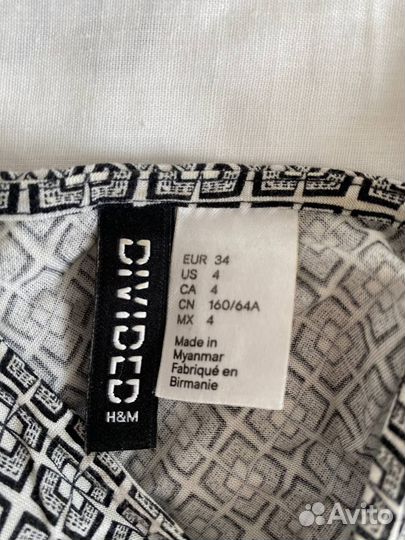 DIVIDED
H&M
EUR 34
US 4
CA 4
CN 160/64A
MX 4
Made in
Myanmar
Fabriqué en
Birmanie
Avito